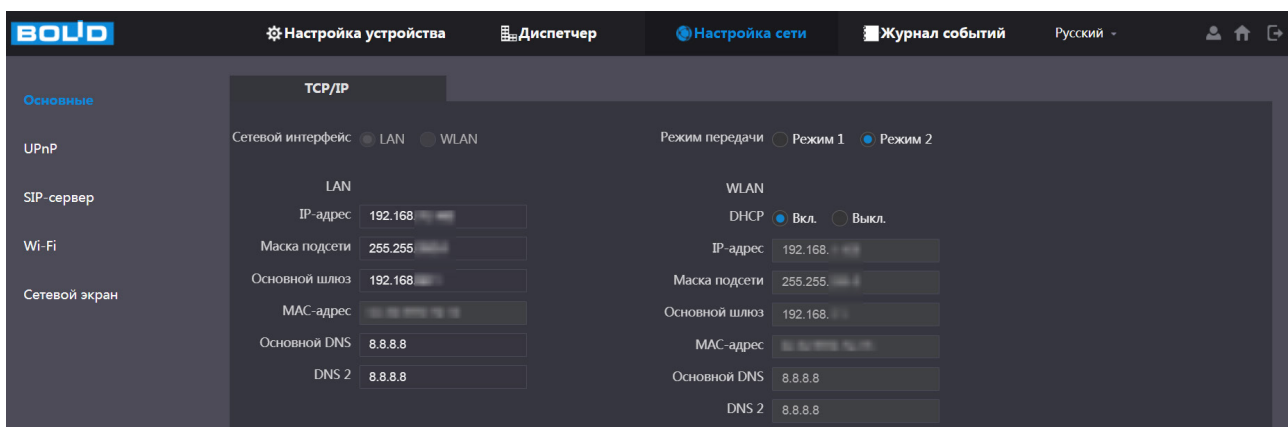 BOLID Настройка устройства Диспетчер Настройка сети Журнал событий Русский
Основные
UPnP
SIP-сервер
Wi-Fi
Сетевой экран
TCP/IP
Сетевой интерфейс LAN WLAN
LAN
IP-адрес 192.168.
Маска подсети 255.255.
Основной шлюз 192.168.
MAC-адрес
Основной DNS 8.8.8.8
DNS 2 8.8.8.8
Режим передачи Режим 1 Режим 2
WLAN
DHCP Вкл. Выкл.
IP-адрес 192.168.
Маска подсети 255.255.
Основной шлюз 192.168.
MAC-адрес
Основной DNS 8.8.8.8
DNS 2 8.8.8.8